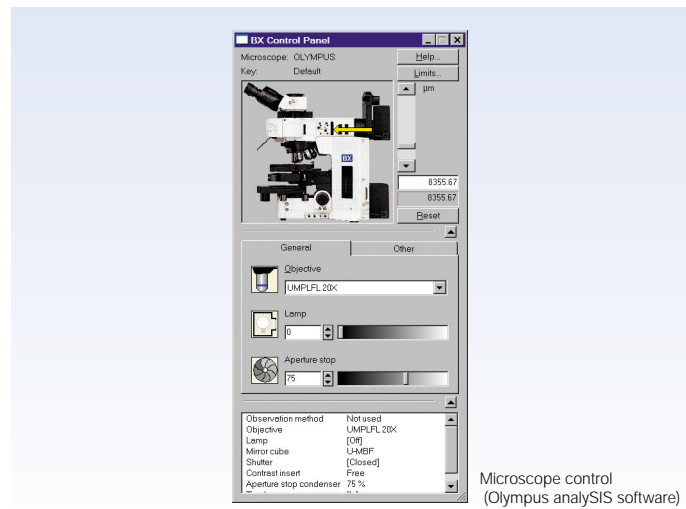 BX Control Panel
Microscope: OLYMPUS
Help...
Key: Default
Limits...
µm
BX
8355.67
8355.67
Reset
General Other
Objective
UMPLFL 20X
Lamp
0
Aperture stop
75
Observation method Not used
Objective UMPLFL 20X
Lamp [Off]
Mirror cube U-MBF
Shutter [Closed]
Contrast insert Free
Aperture stop condenser 75 %
Microscope control
(Olympus analySIS software)